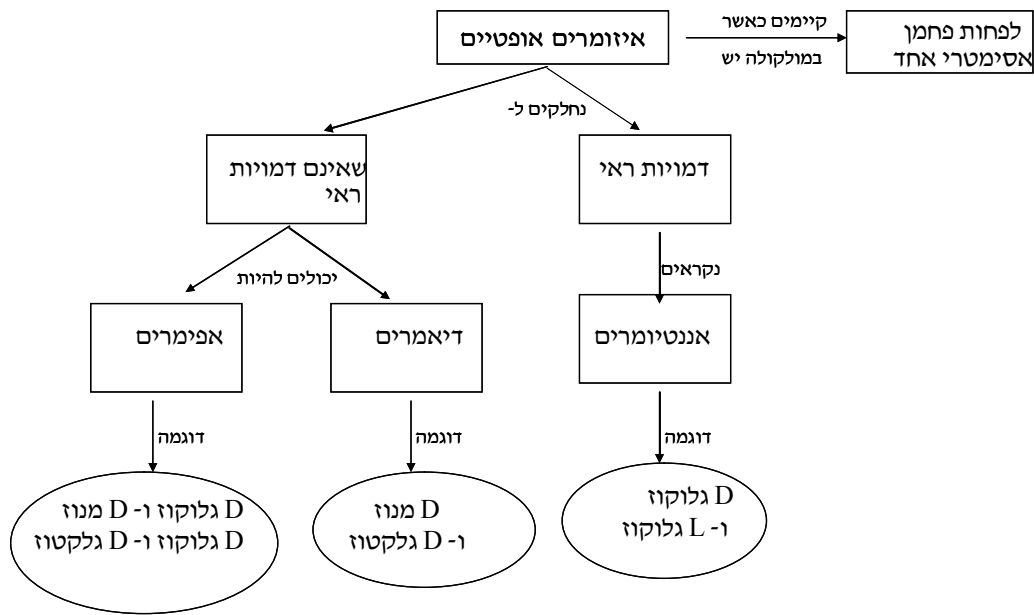 איזומרים אופטיים
קיימים כאשר
במולקולה יש
לפחות פחמן
אסימטרי אחד
נחלקים ל-
דמויות ראי
שאינם דמויות
ראי
נקראים
יכולים להיות
אננטיומרים
דיאמרים
אפימרים
דוגמה
דוגמה
דוגמה
D גלוקוז
ו- L גלוקוז
D מנוז
ו- D גלקטוז
D גלוקוז ו- D מנוז
D גלוקוז ו- D גלקטוז